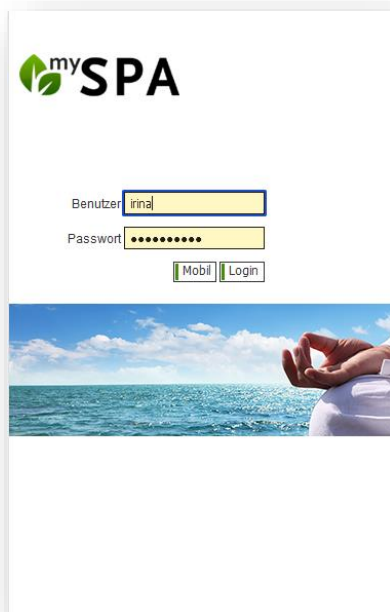 mySPA
Benutzer irina
Passwort ••••••••••
Mobil Login